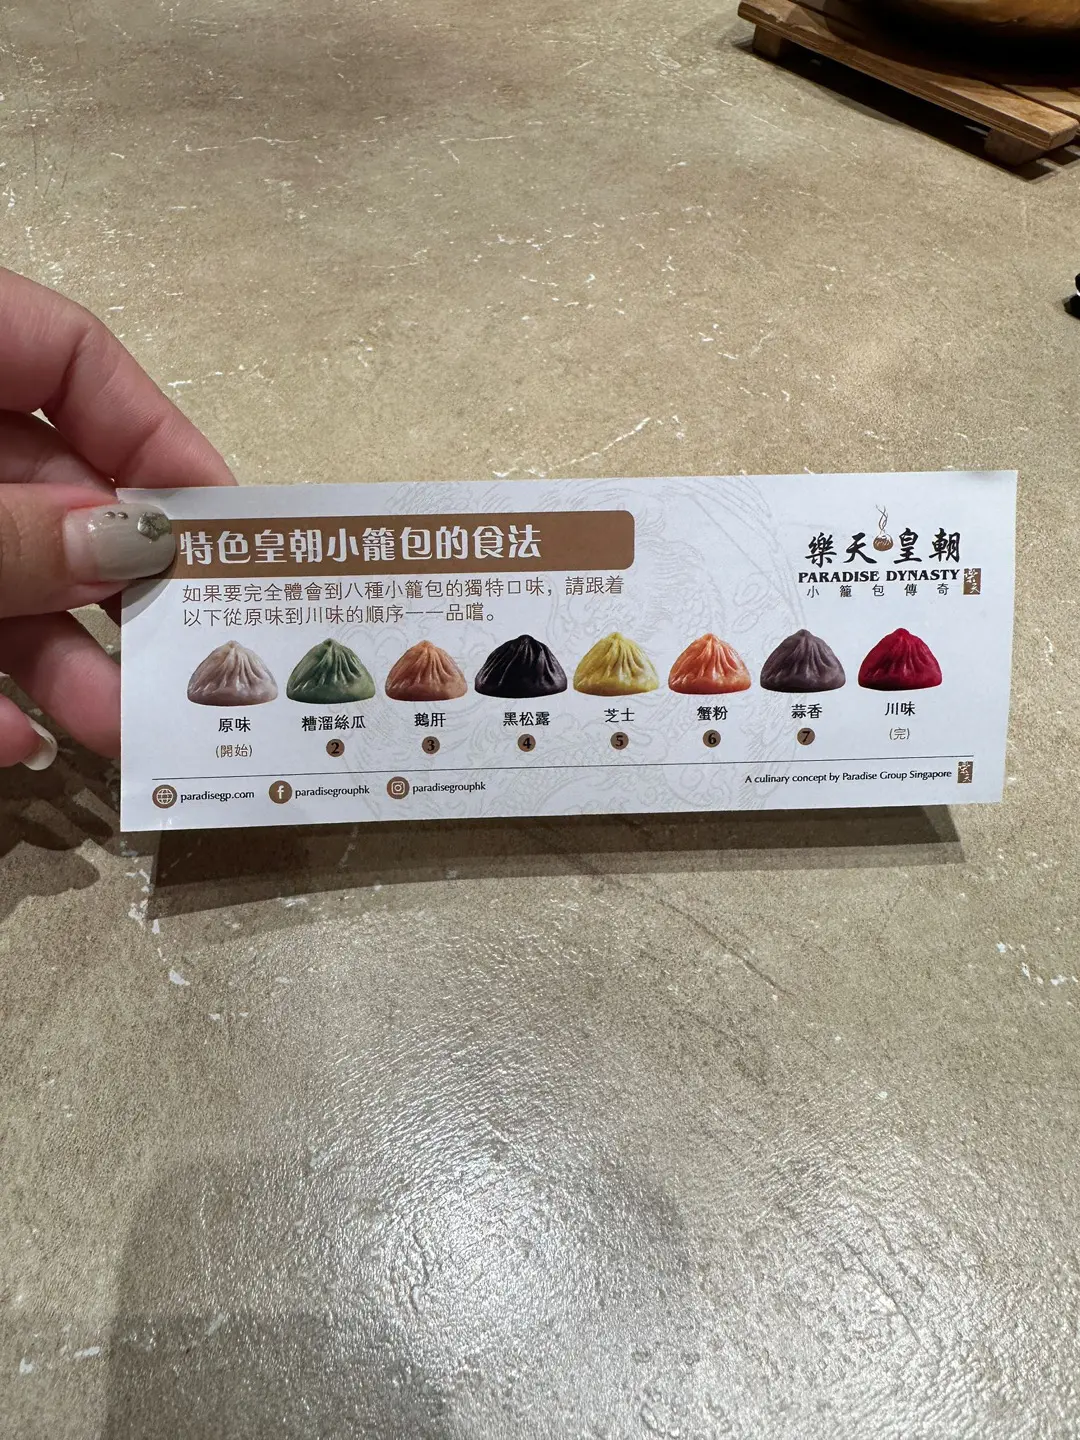 特色皇朝小籠包的食法
如果要完全體會到八種小籠包的獨特口味，請跟着
以下從原味到川味的順序一一品嚐。
樂天皇朝
PARADISE DYNASTY
小籠包傳奇
樂天
原味 糟溜絲瓜 鵝肝 黑松露 芝士 蟹粉 蒜香 川味
(開始) 2 3 4 5 6 7 (完)
paradisegp.com paradisegrouphk paradisegrouphk
A culinary concept by Paradise Group Singapore
樂天